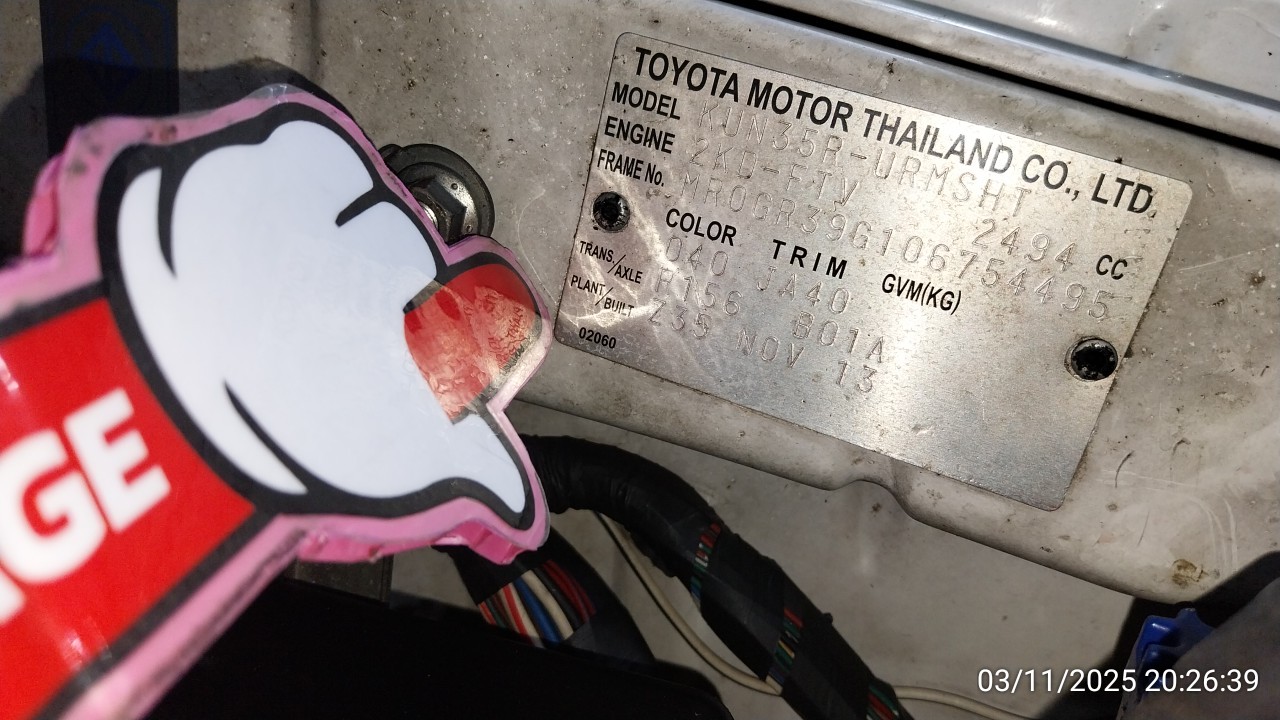 TOYOTA MOTOR THAILAND CO., LTD.
MODEL KUN35R-URMSHT
ENGINE 2KD-FTV 2494 CC
FRAME No. MR0GR39G106754495
COLOR TRIM GVM(KG)
040 JA40
TRANS/AXLE R156 B01A
PLANT/BUILT Z35 NOV 13
02060
NGE
03/11/2025 20:26:39